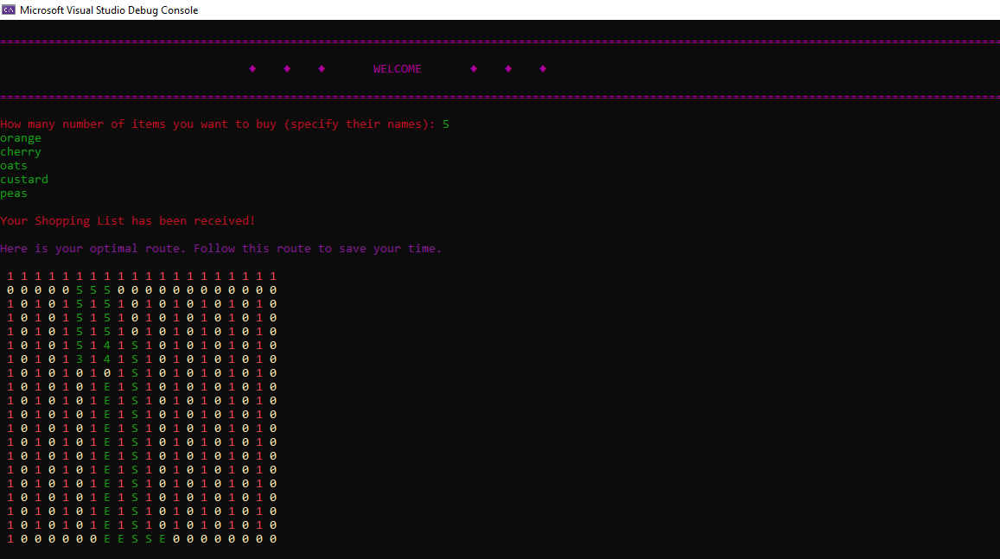 Microsoft Visual Studio Debug Console
================================================================================================================================================
♦ ♦ ♦ WELCOME ♦ ♦ ♦
================================================================================================================================================
How many number of items you want to buy (specify their names): 5
orange
cherry
oats
custard
peas
Your Shopping List has been received!
Here is your optimal route. Follow this route to save your time.
1 1 1 1 1 1 1 1 1 1 1 1 1 1 1 1 1 1 1 1
0 0 0 0 0 5 5 5 0 0 0 0 0 0 0 0 0 0 0 0
1 0 1 0 1 5 1 5 1 0 1 0 1 0 1 0 1 0 1 0
1 0 1 0 1 5 1 5 1 0 1 0 1 0 1 0 1 0 1 0
1 0 1 0 1 5 1 5 1 0 1 0 1 0 1 0 1 0 1 0
1 0 1 0 1 5 1 4 1 S 1 0 1 0 1 0 1 0 1 0
1 0 1 0 1 3 1 4 1 S 1 0 1 0 1 0 1 0 1 0
1 0 1 0 1 0 1 0 1 S 1 0 1 0 1 0 1 0 1 0
1 0 1 0 1 0 1 E 1 S 1 0 1 0 1 0 1 0 1 0
1 0 1 0 1 0 1 E 1 S 1 0 1 0 1 0 1 0 1 0
1 0 1 0 1 0 1 E 1 S 1 0 1 0 1 0 1 0 1 0
1 0 1 0 1 0 1 E 1 S 1 0 1 0 1 0 1 0 1 0
1 0 1 0 1 0 1 E 1 S 1 0 1 0 1 0 1 0 1 0
1 0 1 0 1 0 1 E 1 S 1 0 1 0 1 0 1 0 1 0
1 0 1 0 1 0 1 E 1 S 1 0 1 0 1 0 1 0 1 0
1 0 1 0 1 0 1 E 1 S 1 0 1 0 1 0 1 0 1 0
1 0 1 0 1 0 1 E 1 S 1 0 1 0 1 0 1 0 1 0
1 0 1 0 1 0 1 E 1 S 1 0 1 0 1 0 1 0 1 0
1 0 1 0 1 0 1 E 1 S 1 0 1 0 1 0 1 0 1 0
1 0 0 0 0 0 0 E E S S E 0 0 0 0 0 0 0 0